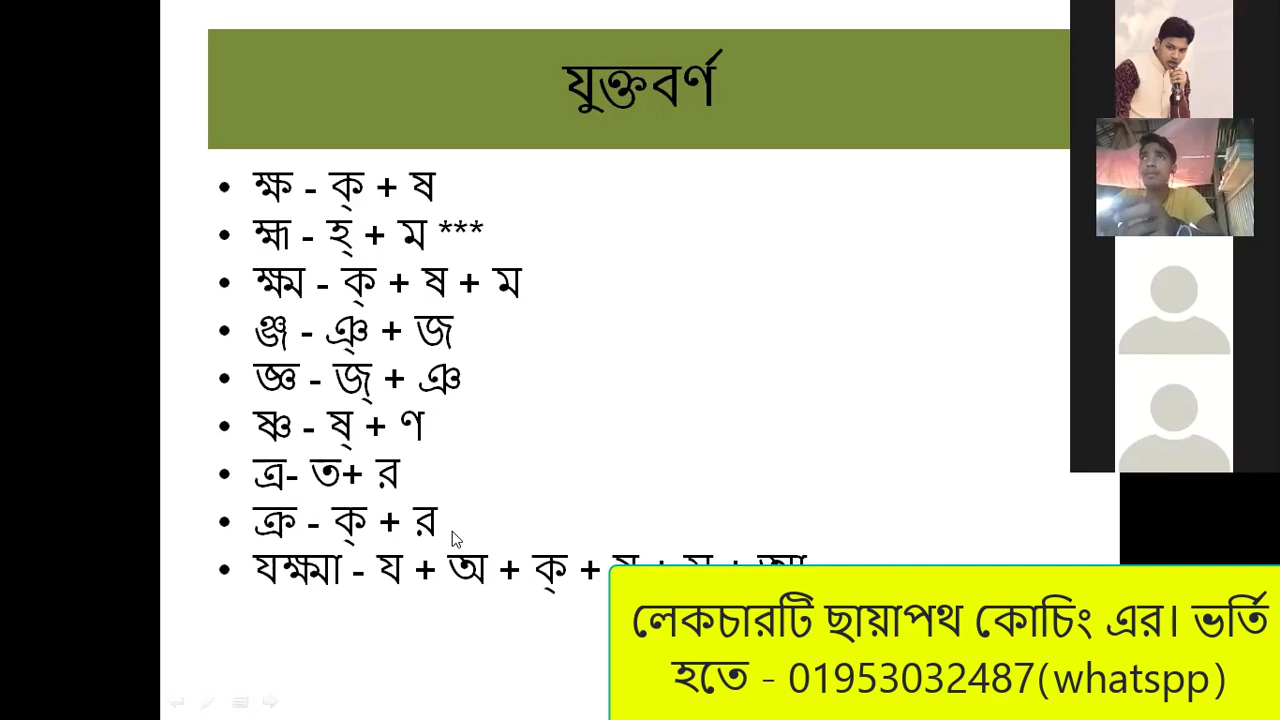 যুক্তবর্ণ
• ক্ষ - ক্ + ষ
• হ্ম - হ্ + ম ***
• ক্ষ্ম - ক্ + ষ + ম
• ঞ্জ - ঞ্ + জ
• জ্ঞ - জ্ + ঞ
• ষ্ণ - ষ্ + ণ
• ত্র- ত+ র
• ক্র - ক্ + র
• যক্ষ্মা - য + অ + ক্ +
লেকচারটি ছায়াপথ কোচিং এর। ভর্তি
হতে - 01953032487(whatspp)